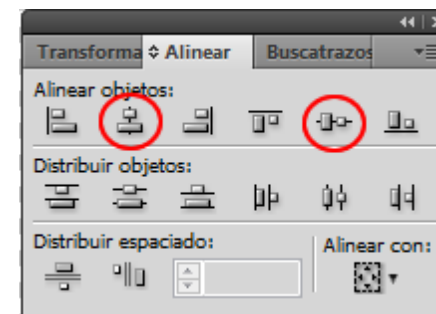 Transforma Alinear Buscatrazos
Alinear objetos:
Distribuir objetos:
Distribuir espaciado:
Alinear con: